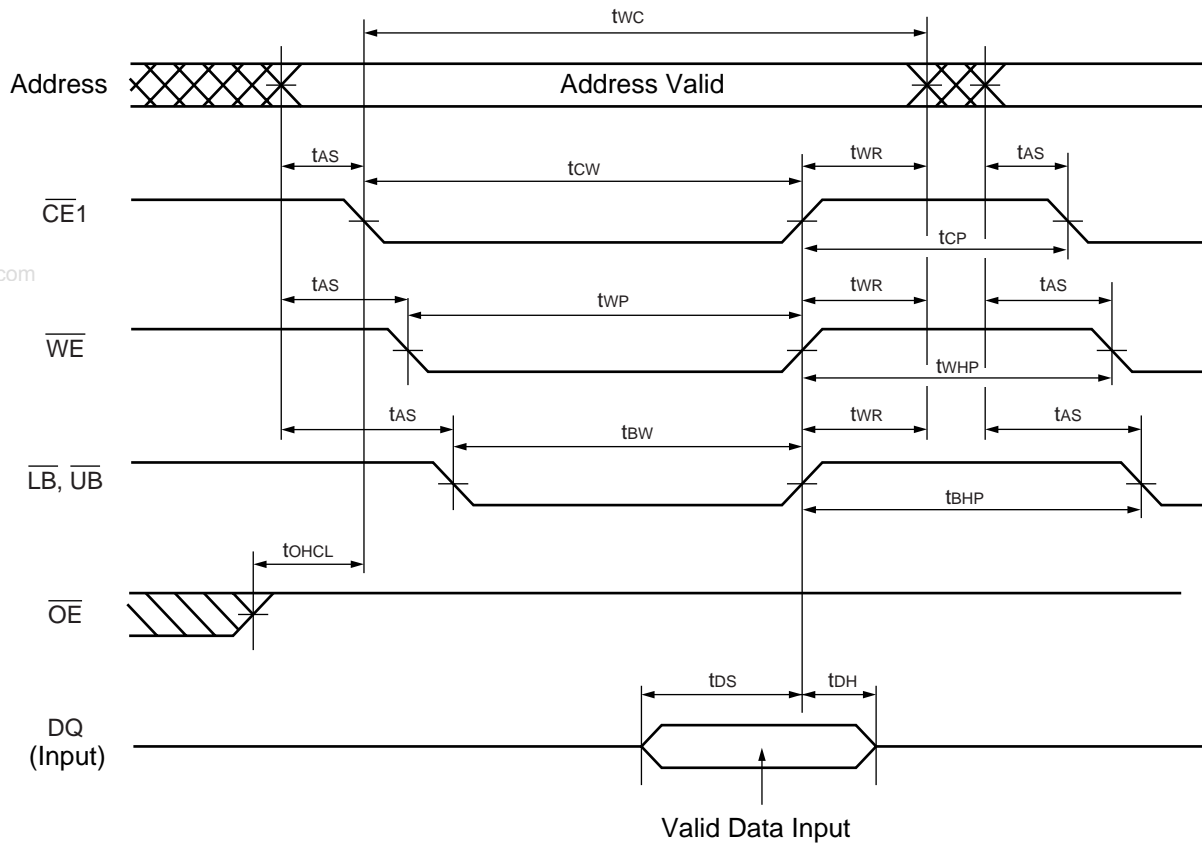 tWC
Address
Address Valid
tAS
tCW
tWR
tAS
CE1
tCP
com
tAS
tWP
tWR
tAS
WE
tWHP
tAS
tBW
tWR
tAS
LB, UB
tBHP
tOHCL
OE
tDS
tDH
DQ
(Input)
Valid Data Input